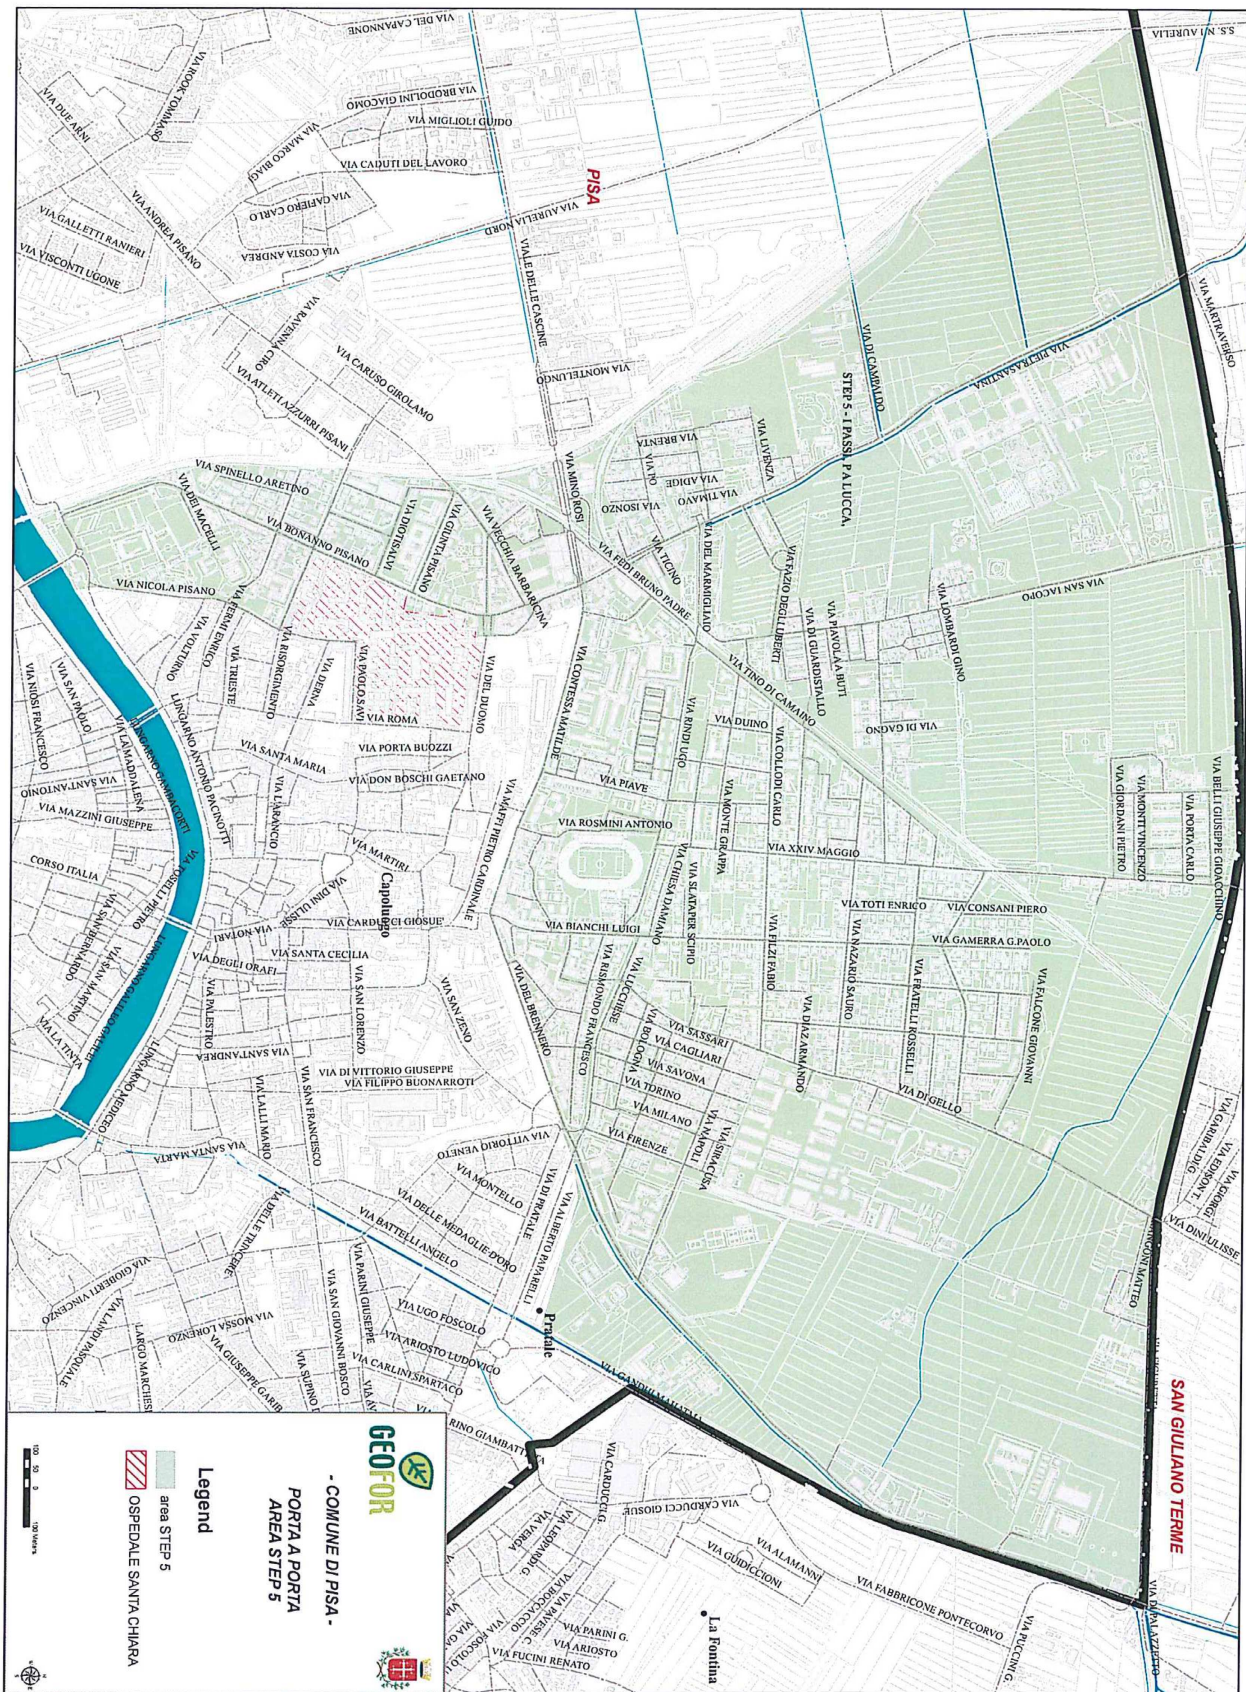 VIA DEL CAPANNONE
S.S. N. 1 AURELIA
VIA ROOK TOMMASO
VIA DUE ARNI
VIA BRODOLINI GIACOMO
VIA MIGLIOLI GUIDO
VIA MARCO BIAGI
VIA CADUTI DEL LAVORO
PISA
VIA CAFIERO CARLO
VIA GALLETTI RANIERI
VIA ANDREA PISANO
VIA VISCONTI UGONE
VIA COSTA ANDREA
VIA AURELIA NORD
VIALE DELLE CASCINE
VIA MARTRAVERSO
VIA RAVENNA CIRO
VIA CARUSO GIROLAMO
VIA ATLETI AZZURRI PISANI
VIA MONTELUNGO
VIA DI CAMPALDO
VIA PIETRASANTINA
STEP 5 - I PASSI, P.A LUCCA,
VIA BRENTA
VIA LIVENZA
VIA PO
VIA ADIGE
VIA TIMAVO
VIA ISONZO
VIA MINO ROSI
VIA SPINELLO ARETINO
VIA DEI MACELLI
VIA BONANNO PISANO
VIA DIOTISALVI
VIA GIUNTA PISANO
VIA VECCHIA BARBARICINA
VIA FEDI BRUNO PADRE
VIA TICINO
VIA DEL MARMIGLIAIO
VIA FAZIO DEGLI UBERTI
VIA DI GUARDISTALLO
VIA PIAVOLA A BUTI
VIA LOMBARDI GINO
VIA SAN IACOPO
VIA NICOLA PISANO
VIA FERMI ENRICO
VIA VOLTURNO
VIA TRIESTE
VIA RISORGIMENTO
VIA DERNA
VIA PAOLO SAVI
VIA ROMA
VIA DEL DUOMO
VIA CONTESSA MATILDE
VIA TINO DI CAMAINO
VIA RINDI UGO
VIA DUINO
VIA COLLODI CARLO
VIA DI GAGNO
VIA NIOSI FRANCESCO
VIA SAN PAOLO
VIA LA MADDALENA
LUNGARNO GAMBACORTI
LUNGARNO ANTONIO PACINOTTI
VIA SANTA MARIA
VIA PORTA BUOZZI
VIA DON BOSCHI GAETANO
VIA SANT'ANTONIO
VIA MAZZINI GIUSEPPE
VIA L'ARANCIO
VIA MAFFI PIETRO CARDINALE
VIA PIAVE
VIA ROSMINI ANTONIO
VIA MONTE GRAPPA
VIA XXIV MAGGIO
VIA GIORDANI PIETRO
VIA MONTI VINCENZO
VIA PORTA CARLO
VIA BELLI GIUSEPPE GIOACCHINO
CORSO ITALIA
VIA TOSELLI PIETRO
VIA MARTIRI
VIA DINI ULISSE
Capoluogo
VIA CARDUCCI GIOSUE'
VIA CHIESA DAMIANO
VIA SLATAPER SCIPIO
VIA TOTI ENRICO
VIA CONSANI PIERO
VIA SAN BERNARDO
VIA SAN MARTINO
VIA LA TINTA
LUNGARNO GALILEO GALILEI
VIA NOTARI
VIA DEGLI ORAFI
VIA SANTA CECILIA
VIA SAN LORENZO
VIA SAN ZENO
VIA BIANCHI LUIGI
VIA GAMERRA G.PAOLO
VIA FILZI FABIO
VIA NAZARIO SAURO
VIA FRATELLI ROSSELLI
VIA FALCONE GIOVANNI
VIA DEL BRENNERO
VIA RISMONDO FRANCESCO
VIA LUCCHESE
VIA SASSARI
VIA BOLOGNA
VIA CAGLIARI
VIA SAVONA
VIA TORINO
VIA MILANO
VIA FIRENZE
VIA NAPOLI
VIA SIRACUSA
VIA DIAZ ARMANDO
VIA DI GELLO
VIA PALESTRO
VIA SANT'ANDREA
LUNGARNO MEDICEO
VIA LALLI MARIO
VIA SAN FRANCESCO
VIA DI VITTORIO GIUSEPPE
VIA FILIPPO BUONARROTI
VIA SANTA MARTA
VIA VITTORIO VENETO
VIA MONTELLO
VIA DI PRATALE
VIA DELLE MEDAGLIE D'ORO
VIA BATTELLI ANGELO
VIA ALBERTO PAPARELLI
VIA GARIBALDI G
VIA EDISON T.
VIA GIORGI
VIA DINI ULISSE
VIA DELLE TRINCERE
VIA PARINI GIUSEPPE
VIA SAN GIOVANNI BOSCO
VIA UGO FOSCOLO
VIA ARIOSTO LUDOVICO
VIA CARLINI SPARTACO
Pratale
VIA GIOBERTI VINCENZO
VIA LANDI PASQUALE
VIA MOSSA LORENZO
LARGO MARCHESI
VIA GIUSEPPE GARIB
VIA SUPINO
VIA GANDHI MAHATMA
SAN GIULIANO TERME
RINO GIAMBATT
VIA CARDUCCI G.
VIA CARDUCCI GIOSUE'
VIA ALAMANNI
VIA GUIDICCIONI
VIA FABBRICONE PONTECORVO
VIA LEOPARDI G
VIA VERGA
VIA BOCCACCIO
VIA PAVESE C.
VIA PARINI G.
VIA ARIOSTO
VIA FUCINI RENATO
VIA FOSCOLO
La Fontina
VIA PUCCINI G.
VIA DI PALAZZETTO
GEOFOR
- COMUNE DI PISA -
PORTA A PORTA
AREA STEP 5
Legend
area STEP 5
OSPEDALE SANTA CHIARA
100 50 0 100 Meters